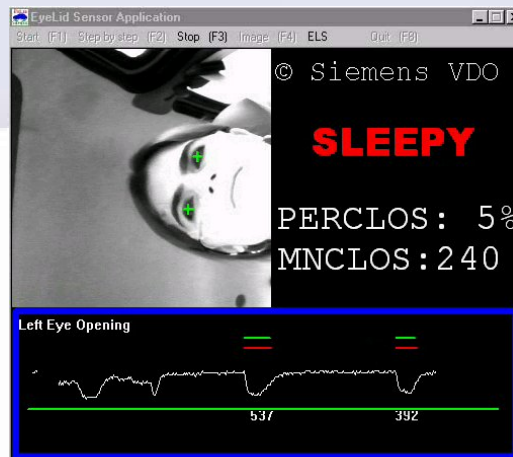 EyeLid Sensor Application
Start (F1) Step by step (F2) Stop (F3) Image (F4) ELS Quit (F8)
© Siemens VDO
SLEEPY
PERCLOS: 5%
MNCLOS:240
Left Eye Opening
537 392